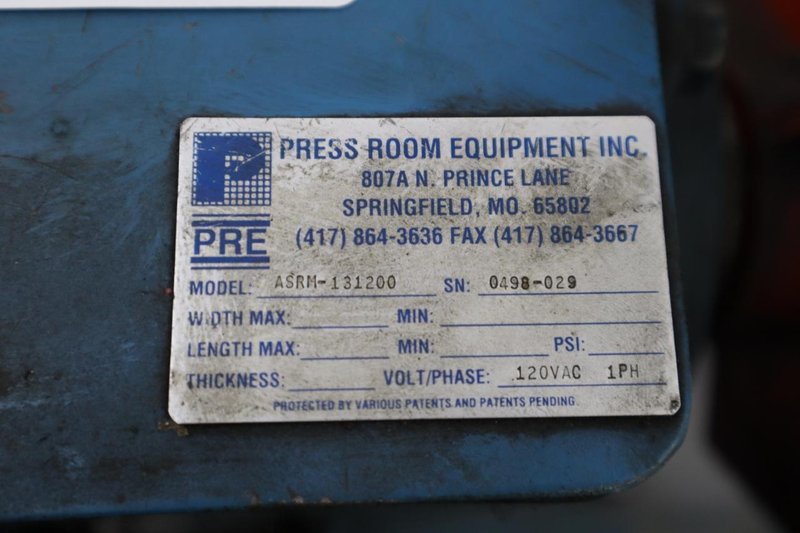 P
PRE
PRESS ROOM EQUIPMENT INC.
807A N. PRINCE LANE
SPRINGFIELD, MO. 65802
(417) 864-3636 FAX (417) 864-3667
MODEL: ASRM-131200 SN: 0498-029
WIDTH MAX: MIN:
LENGTH MAX: MIN: PSI:
THICKNESS: VOLT/PHASE: 120VAC 1PH
PROTECTED BY VARIOUS PATENTS AND PATENTS PENDING.